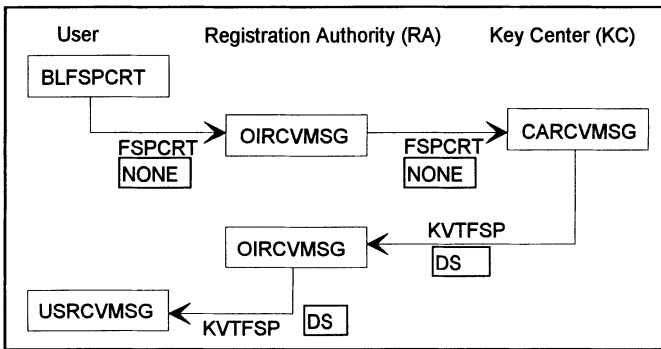 User
Registration Authority (RA)
Key Center (KC)
BLFSPCRT
FSPCRT
NONE
OIRCVMSG
FSPCRT
NONE
CARCVMSG
OIRCVMSG
KVTFSP
DS
USRCVMSG
KVTFSP
DS